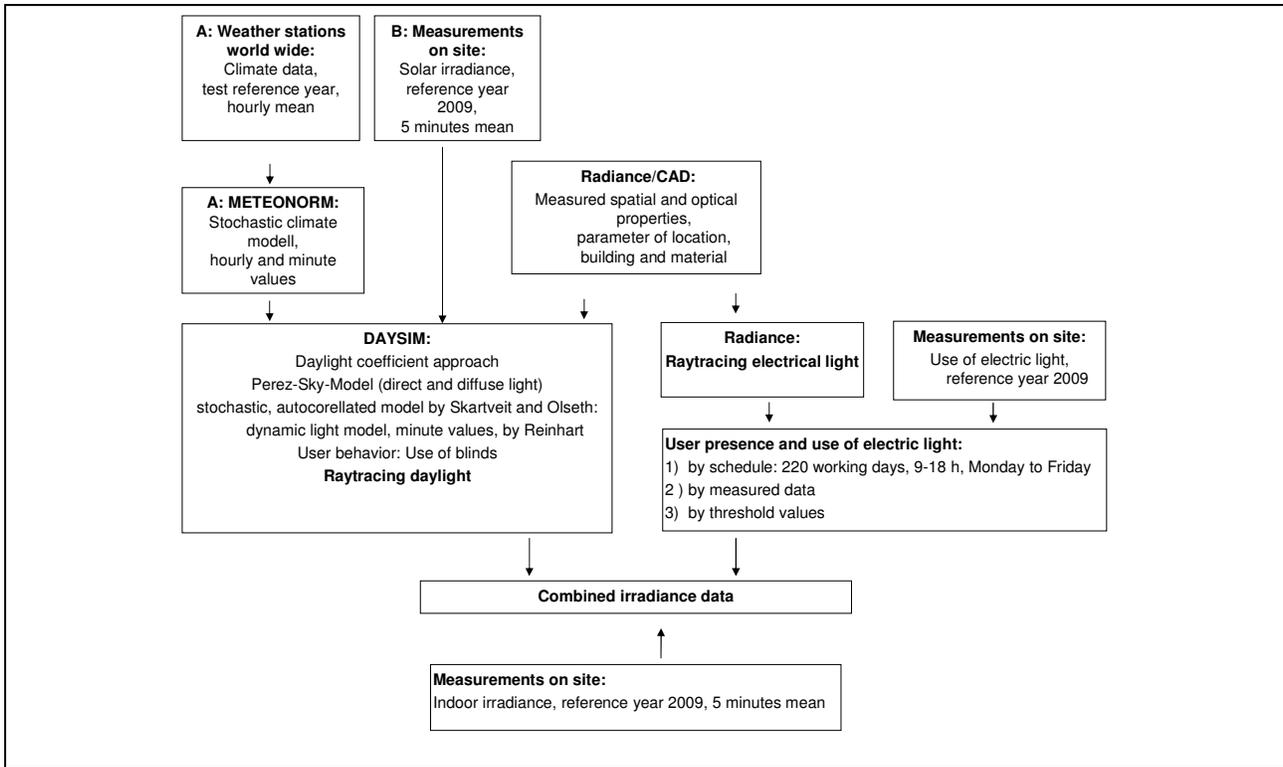 A: Weather stations
world wide:
Climate data,
test reference year,
hourly mean
B: Measurements
on site:
Solar irradiance,
reference year
2009,
5 minutes mean
A: METEONORM:
Stochastic climate
modell,
hourly and minute
values
Radiance/CAD:
Measured spatial and optical
properties,
parameter of location,
building and material
DAYSIM:
Daylight coefficient approach
Perez-Sky-Model (direct and diffuse light)
stochastic, autocorellated model by Skartveit and Olseth:
dynamic light model, minute values, by Reinhart
User behavior: Use of blinds
Raytracing daylight
Radiance:
Raytracing electrical light
Measurements on site:
Use of electric light,
reference year 2009
User presence and use of electric light:
1) by schedule: 220 working days, 9-18 h, Monday to Friday
2 ) by measured data
3) by threshold values
Combined irradiance data
Measurements on site:
Indoor irradiance, reference year 2009, 5 minutes mean